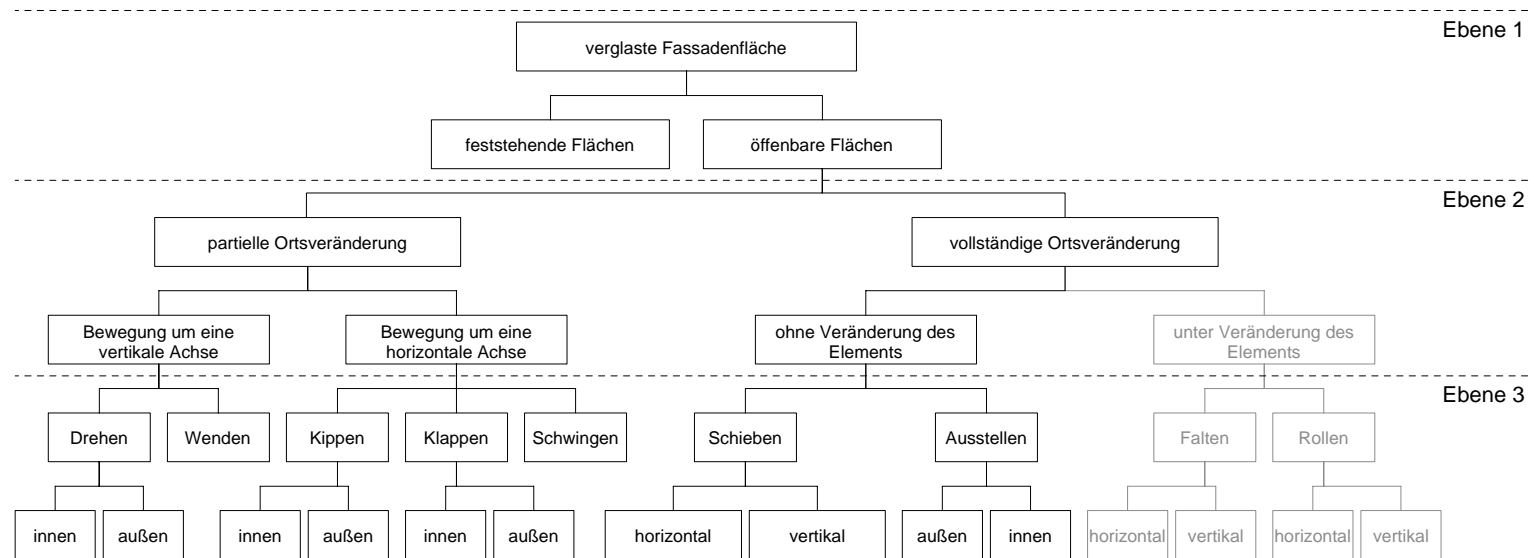 Ebene 1
verglaste Fassadenfläche
feststehende Flächen
öffenbare Flächen
Ebene 2
partielle Ortsveränderung
vollständige Ortsveränderung
Bewegung um eine
vertikale Achse
Bewegung um eine
horizontale Achse
ohne Veränderung des
Elements
unter Veränderung des
Elements
Ebene 3
Drehen
Wenden
Kippen
Klappen
Schwingen
Schieben
Ausstellen
Falten
Rollen
innen
außen
innen
außen
innen
außen
horizontal
vertikal
außen
innen
horizontal
vertikal
horizontal
vertikal